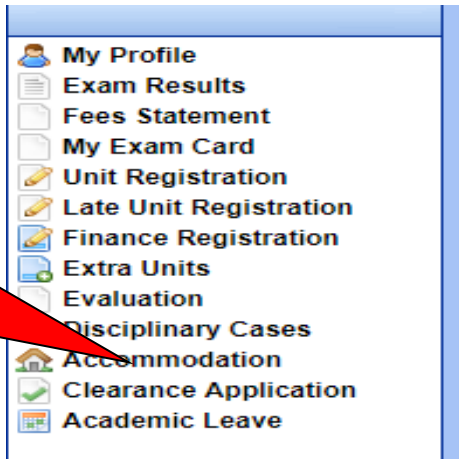 My Profile
Exam Results
Fees Statement
My Exam Card
Unit Registration
Late Unit Registration
Finance Registration
Extra Units
Evaluation
Disciplinary Cases
Accommodation
Clearance Application
Academic Leave